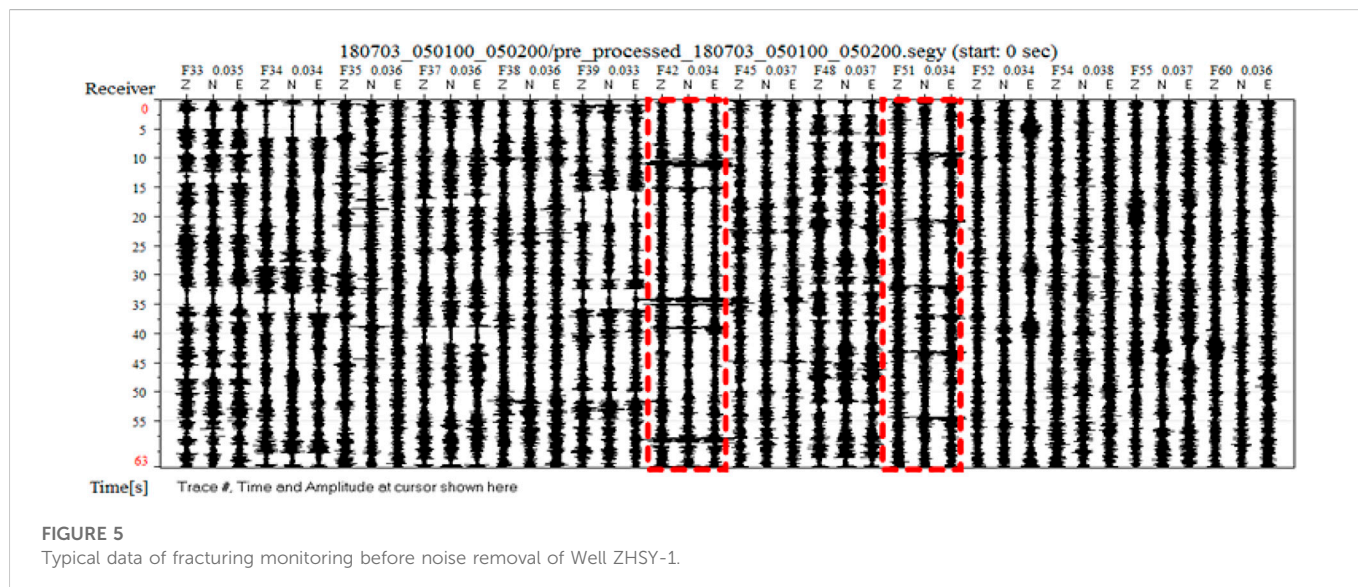 180703_050100_050200/pre_processed_180703_050100_050200.segy (start: 0 sec)
F33 0.035 F34 0.034 F35 0.036 F37 0.036 F38 0.036 F39 0.033 F42 0.034 F45 0.037 F48 0.037 F51 0.034 F52 0.034 F54 0.038 F55 0.037 F60 0.036
Receiver Z N E Z N E Z N E Z N E Z N E Z N E Z N E Z N E Z N E Z N E Z N E Z N E Z N E Z N E
0
5
10
15
20
25
30
35
40
45
50
55
63
Time[s] Trace #, Time and Amplitude at cursor shown here
FIGURE 5
Typical data of fracturing monitoring before noise removal of Well ZHSY-1.